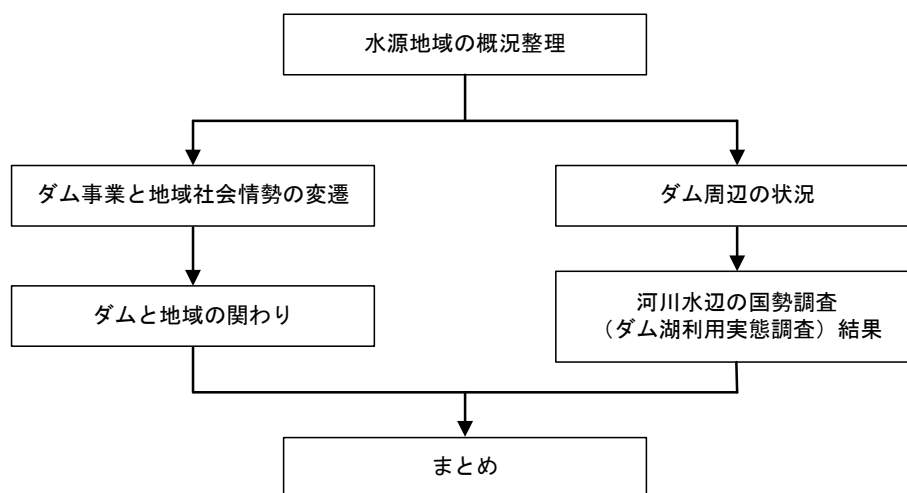 水源地域の概況整理
ダム事業と地域社会情勢の変遷
ダム周辺の状況
ダムと地域の関わり
河川水辺の国勢調査
（ダム湖利用実態調査）結果
まとめ